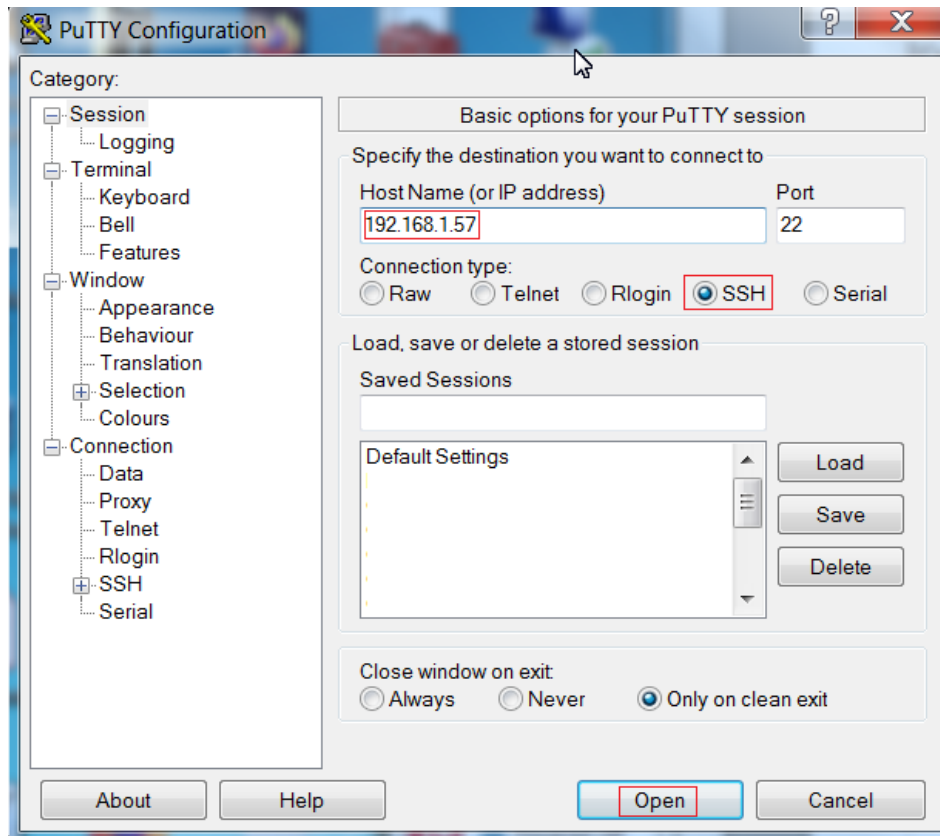 PuTTY Configuration
Category:
Session
Logging
Terminal
Keyboard
Bell
Features
Window
Appearance
Behaviour
Translation
Selection
Colours
Connection
Data
Proxy
Telnet
Rlogin
SSH
Serial
Basic options for your PuTTY session
Specify the destination you want to connect to
Host Name (or IP address) Port
192.168.1.57 22
Connection type:
Raw Telnet Rlogin SSH Serial
Load, save or delete a stored session
Saved Sessions
Default Settings
Load
Save
Delete
Close window on exit:
Always Never Only on clean exit
About Help Open Cancel